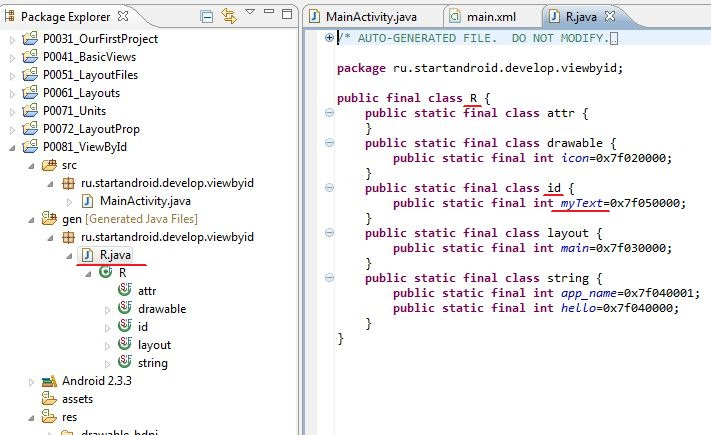 Package Explorer
P0031_OurFirstProject
P0041_BasicViews
P0051_LayoutFiles
P0061_Layouts
P0071_Units
P0072_LayoutProp
P0081_ViewById
src
ru.startandroid.develop.viewbyid
MainActivity.java
gen [Generated Java Files]
ru.startandroid.develop.viewbyid
R.java
R
attr
drawable
id
layout
string
Android 2.3.3
assets
res
drawable-hdpi
MainActivity.java
main.xml
R.java
/* AUTO-GENERATED FILE.  DO NOT MODIFY.
package ru.startandroid.develop.viewbyid;
public final class R {
public static final class attr {
}
public static final class drawable {
public static final int icon=0x7f020000;
}
public static final class id {
public static final int myText=0x7f050000;
}
public static final class layout {
public static final int main=0x7f030000;
}
public static final class string {
public static final int app_name=0x7f040001;
public static final int hello=0x7f040000;
}
}